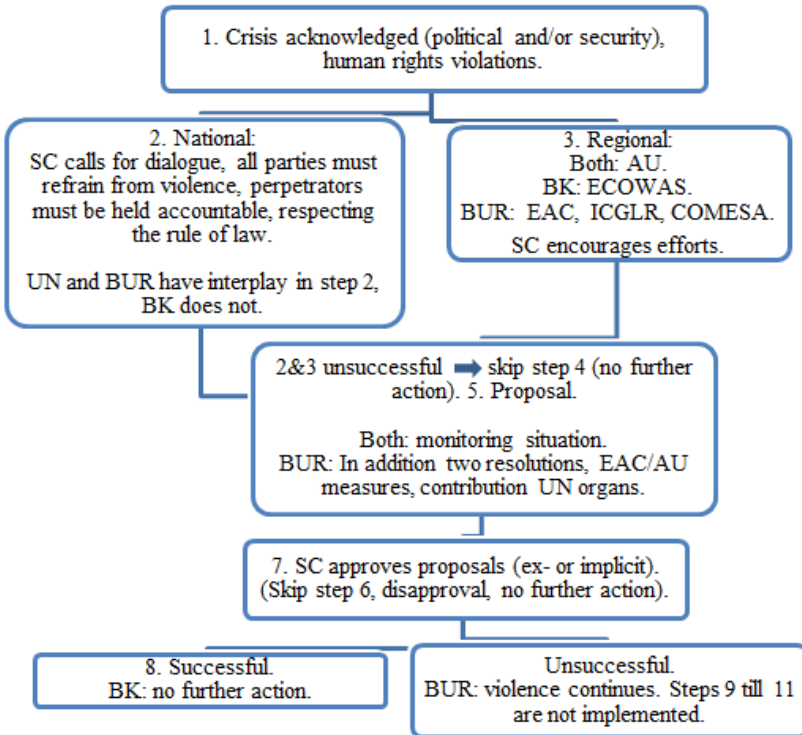 1. Crisis acknowledged (political and/or security),
human rights violations.
2. National:
SC calls for dialogue, all parties must
refrain from violence, perpetrators
must be held accountable, respecting
the rule of law.
UN and BUR have interplay in step 2,
BK does not.
3. Regional:
Both: AU.
BK: ECOWAS.
BUR: EAC, ICGLR, COMESA.
SC encourages efforts.
2&3 unsuccessful ➡ skip step 4 (no further
action). 5. Proposal.
Both: monitoring situation.
BUR: In addition two resolutions, EAC/AU
measures, contribution UN organs.
7. SC approves proposals (ex- or implicit).
(Skip step 6, disapproval, no further action).
8. Successful.
BK: no further action.
Unsuccessful.
BUR: violence continues. Steps 9 till 11
are not implemented.